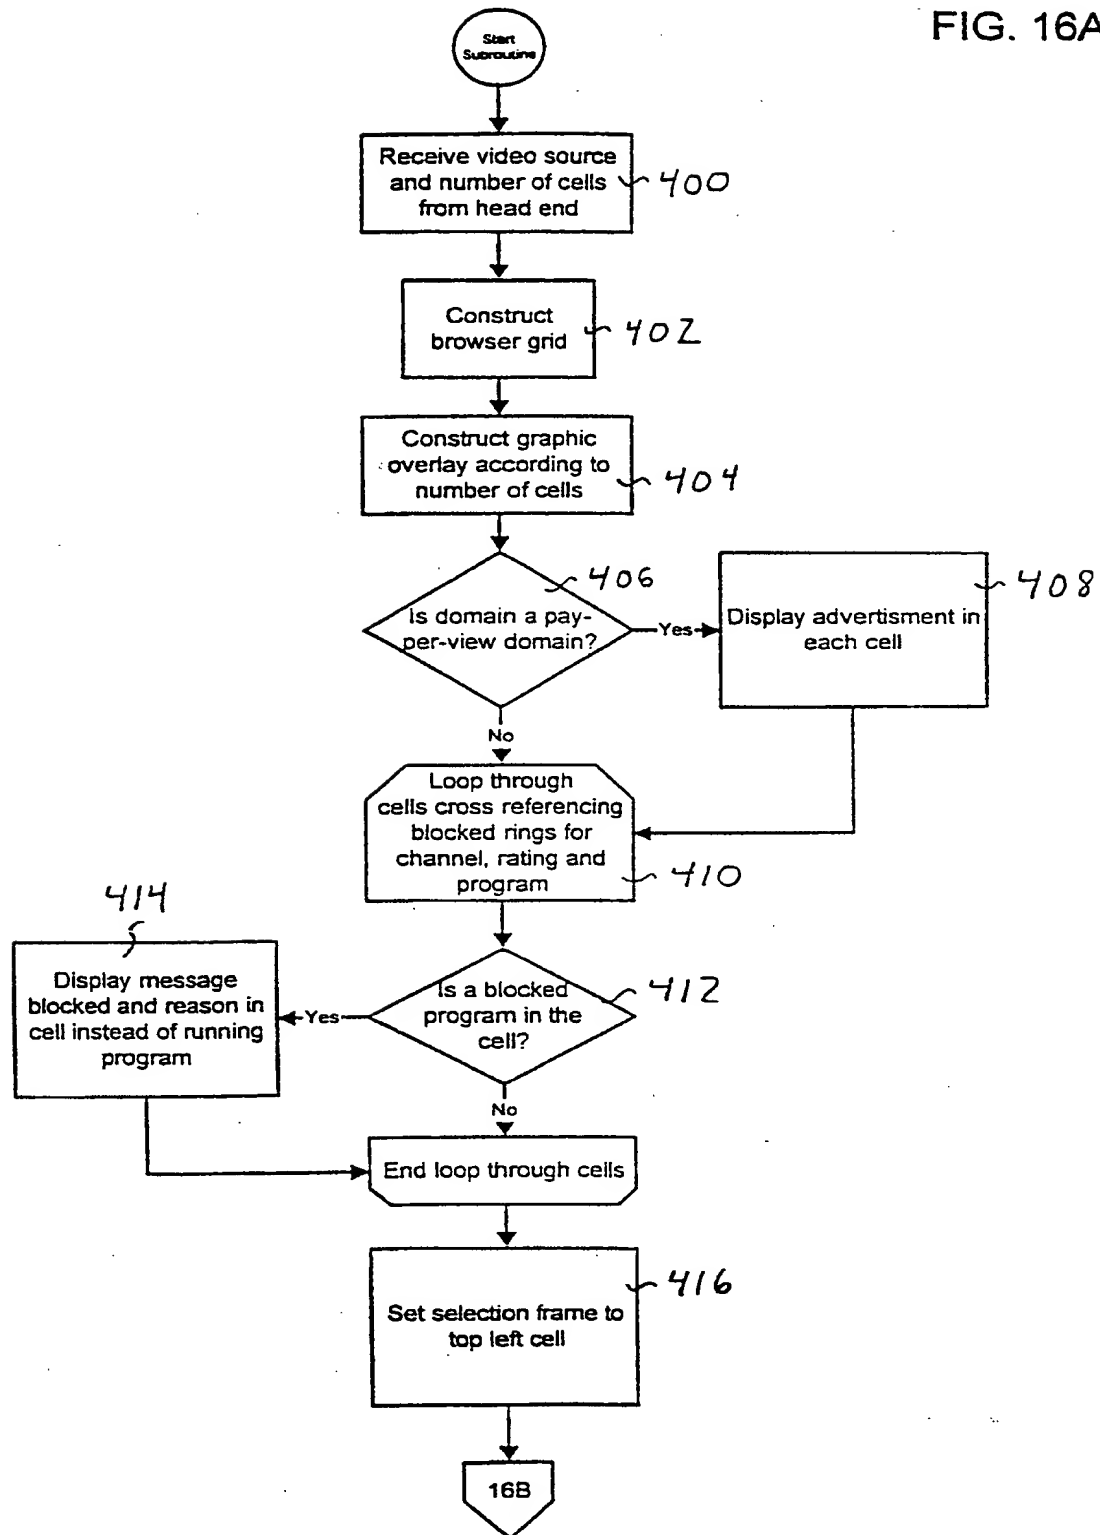 FIG. 16A
Start
Subroutine
Receive video source
and number of cells
from head end
400
Construct
browser grid
402
Construct graphic
overlay according to
number of cells
404
406
Is domain a pay-
per-view domain?
Yes
408
Display advertisment in
each cell
No
Loop through
cells cross referencing
blocked rings for
channel, rating and
program
410
414
Display message
blocked and reason in
cell instead of running
program
Yes
Is a blocked
program in the
cell?
412
No
End loop through cells
416
Set selection frame to
top left cell
16B